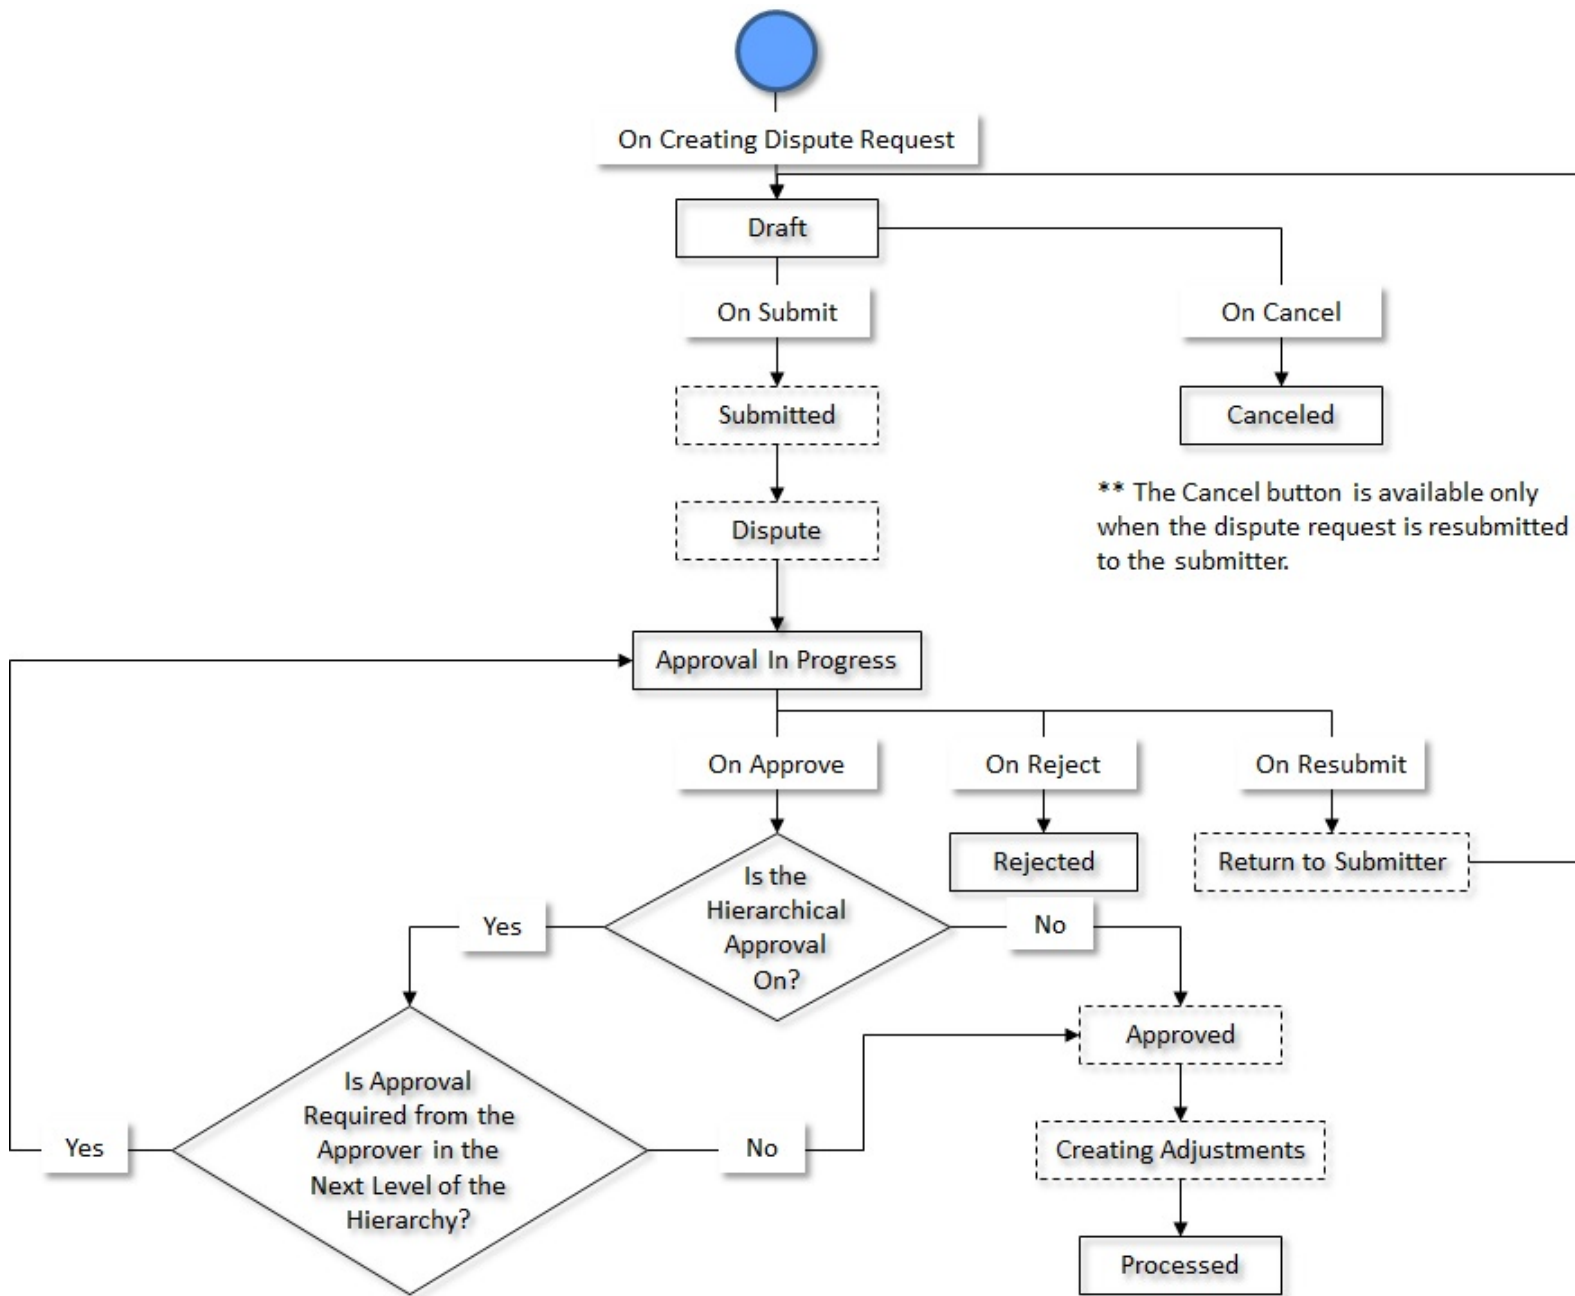 On Creating Dispute Request
Draft
On Submit
On Cancel
Submitted
Canceled
** The Cancel button is available only
when the dispute request is resubmitted
to the submitter.
Dispute
Approval In Progress
On Approve
On Reject
On Resubmit
Rejected
Return to Submitter
Is the
Hierarchical
Approval
On?
Yes
No
Approved
Is Approval
Required from the
Approver in the
Next Level of the
Hierarchy?
Yes
No
Creating Adjustments
Processed